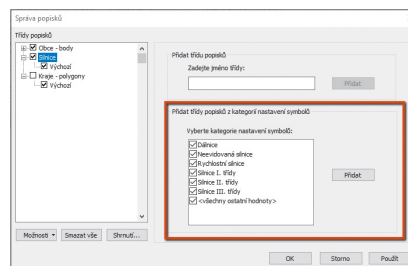 Správa popisků
Třídy popisků
Obce - body
Silnice
Výchozí
Kraje - polygony
Výchozí
Možnosti
Smazat vše
Shrnutí...
Přidat třídu popisků
Zadejte jméno třídy:
Přidat
Přidat třídy popisků z kategorií nastavení symbolů
Vyberte kategorie nastavení symbolů:
Dálnice
Neevidovaná silnice
Rychlostní silnice
Silnice I. třídy
Silnice II. třídy
Silnice III. třídy
<všechny ostatní hodnoty>
Přidat
OK
Storno
Použít